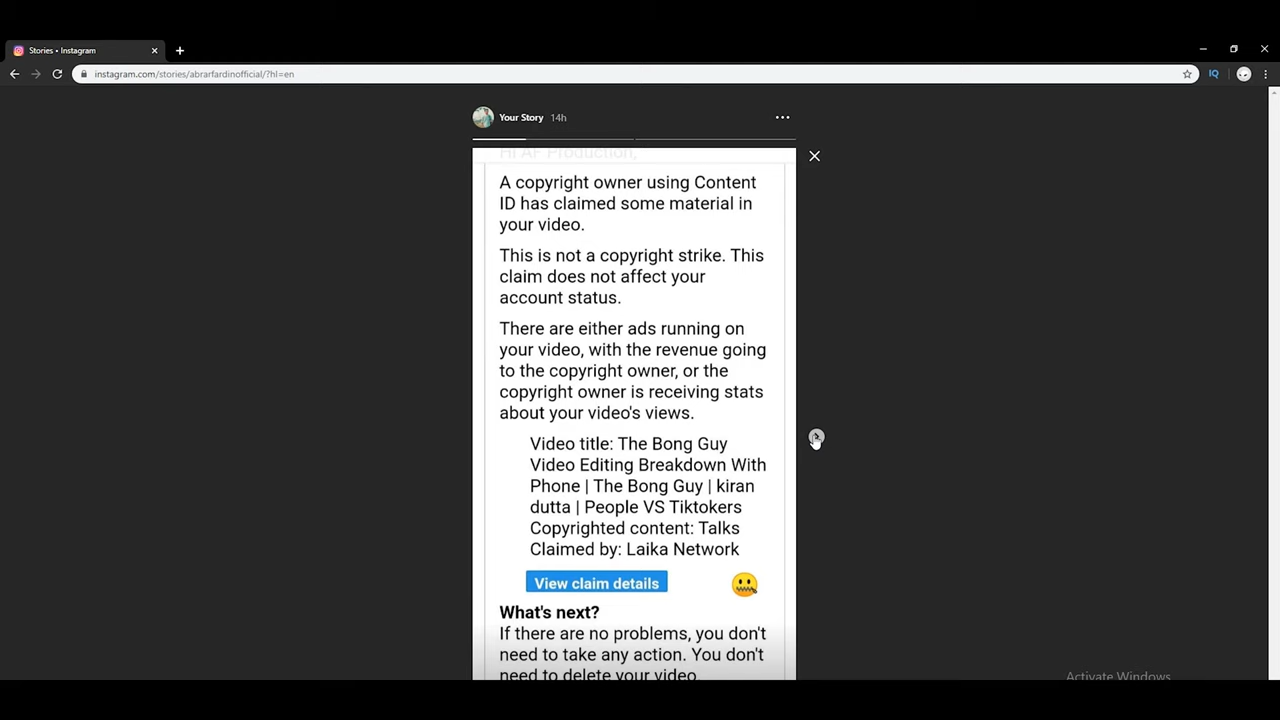 Stories • Instagram
instagram.com/stories/abrarfardinofficial/?hl=en
IQ
Your Story 14h
Hi AF Production,
A copyright owner using Content
ID has claimed some material in
your video.
This is not a copyright strike. This
claim does not affect your
account status.
There are either ads running on
your video, with the revenue going
to the copyright owner, or the
copyright owner is receiving stats
about your video's views.
Video title: The Bong Guy
Video Editing Breakdown With
Phone | The Bong Guy | kiran
dutta | People VS Tiktokers
Copyrighted content: Talks
Claimed by: Laika Network
View claim details
What's next?
If there are no problems, you don't
need to take any action. You don't
need to delete your video
Activate Windows